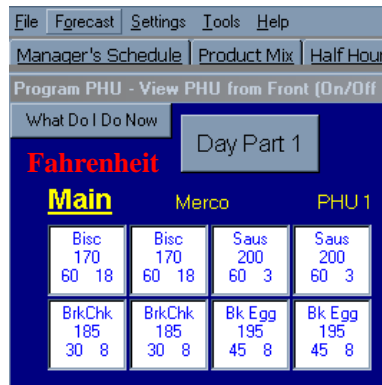 File Forecast Settings Tools Help
Manager's Schedule Product Mix Half Hour
Program PHU - View PHU from Front (On/Off
What Do I Do Now
Day Part 1
Fahrenheit
Main Merco PHU 1
Bisc Bisc Saus Saus
170 170 200 200
60 18 60 18 60 3 60 3
BrkChk BrkChk Bk Egg Bk Egg
185 185 195 195
30 8 30 8 45 8 45 8